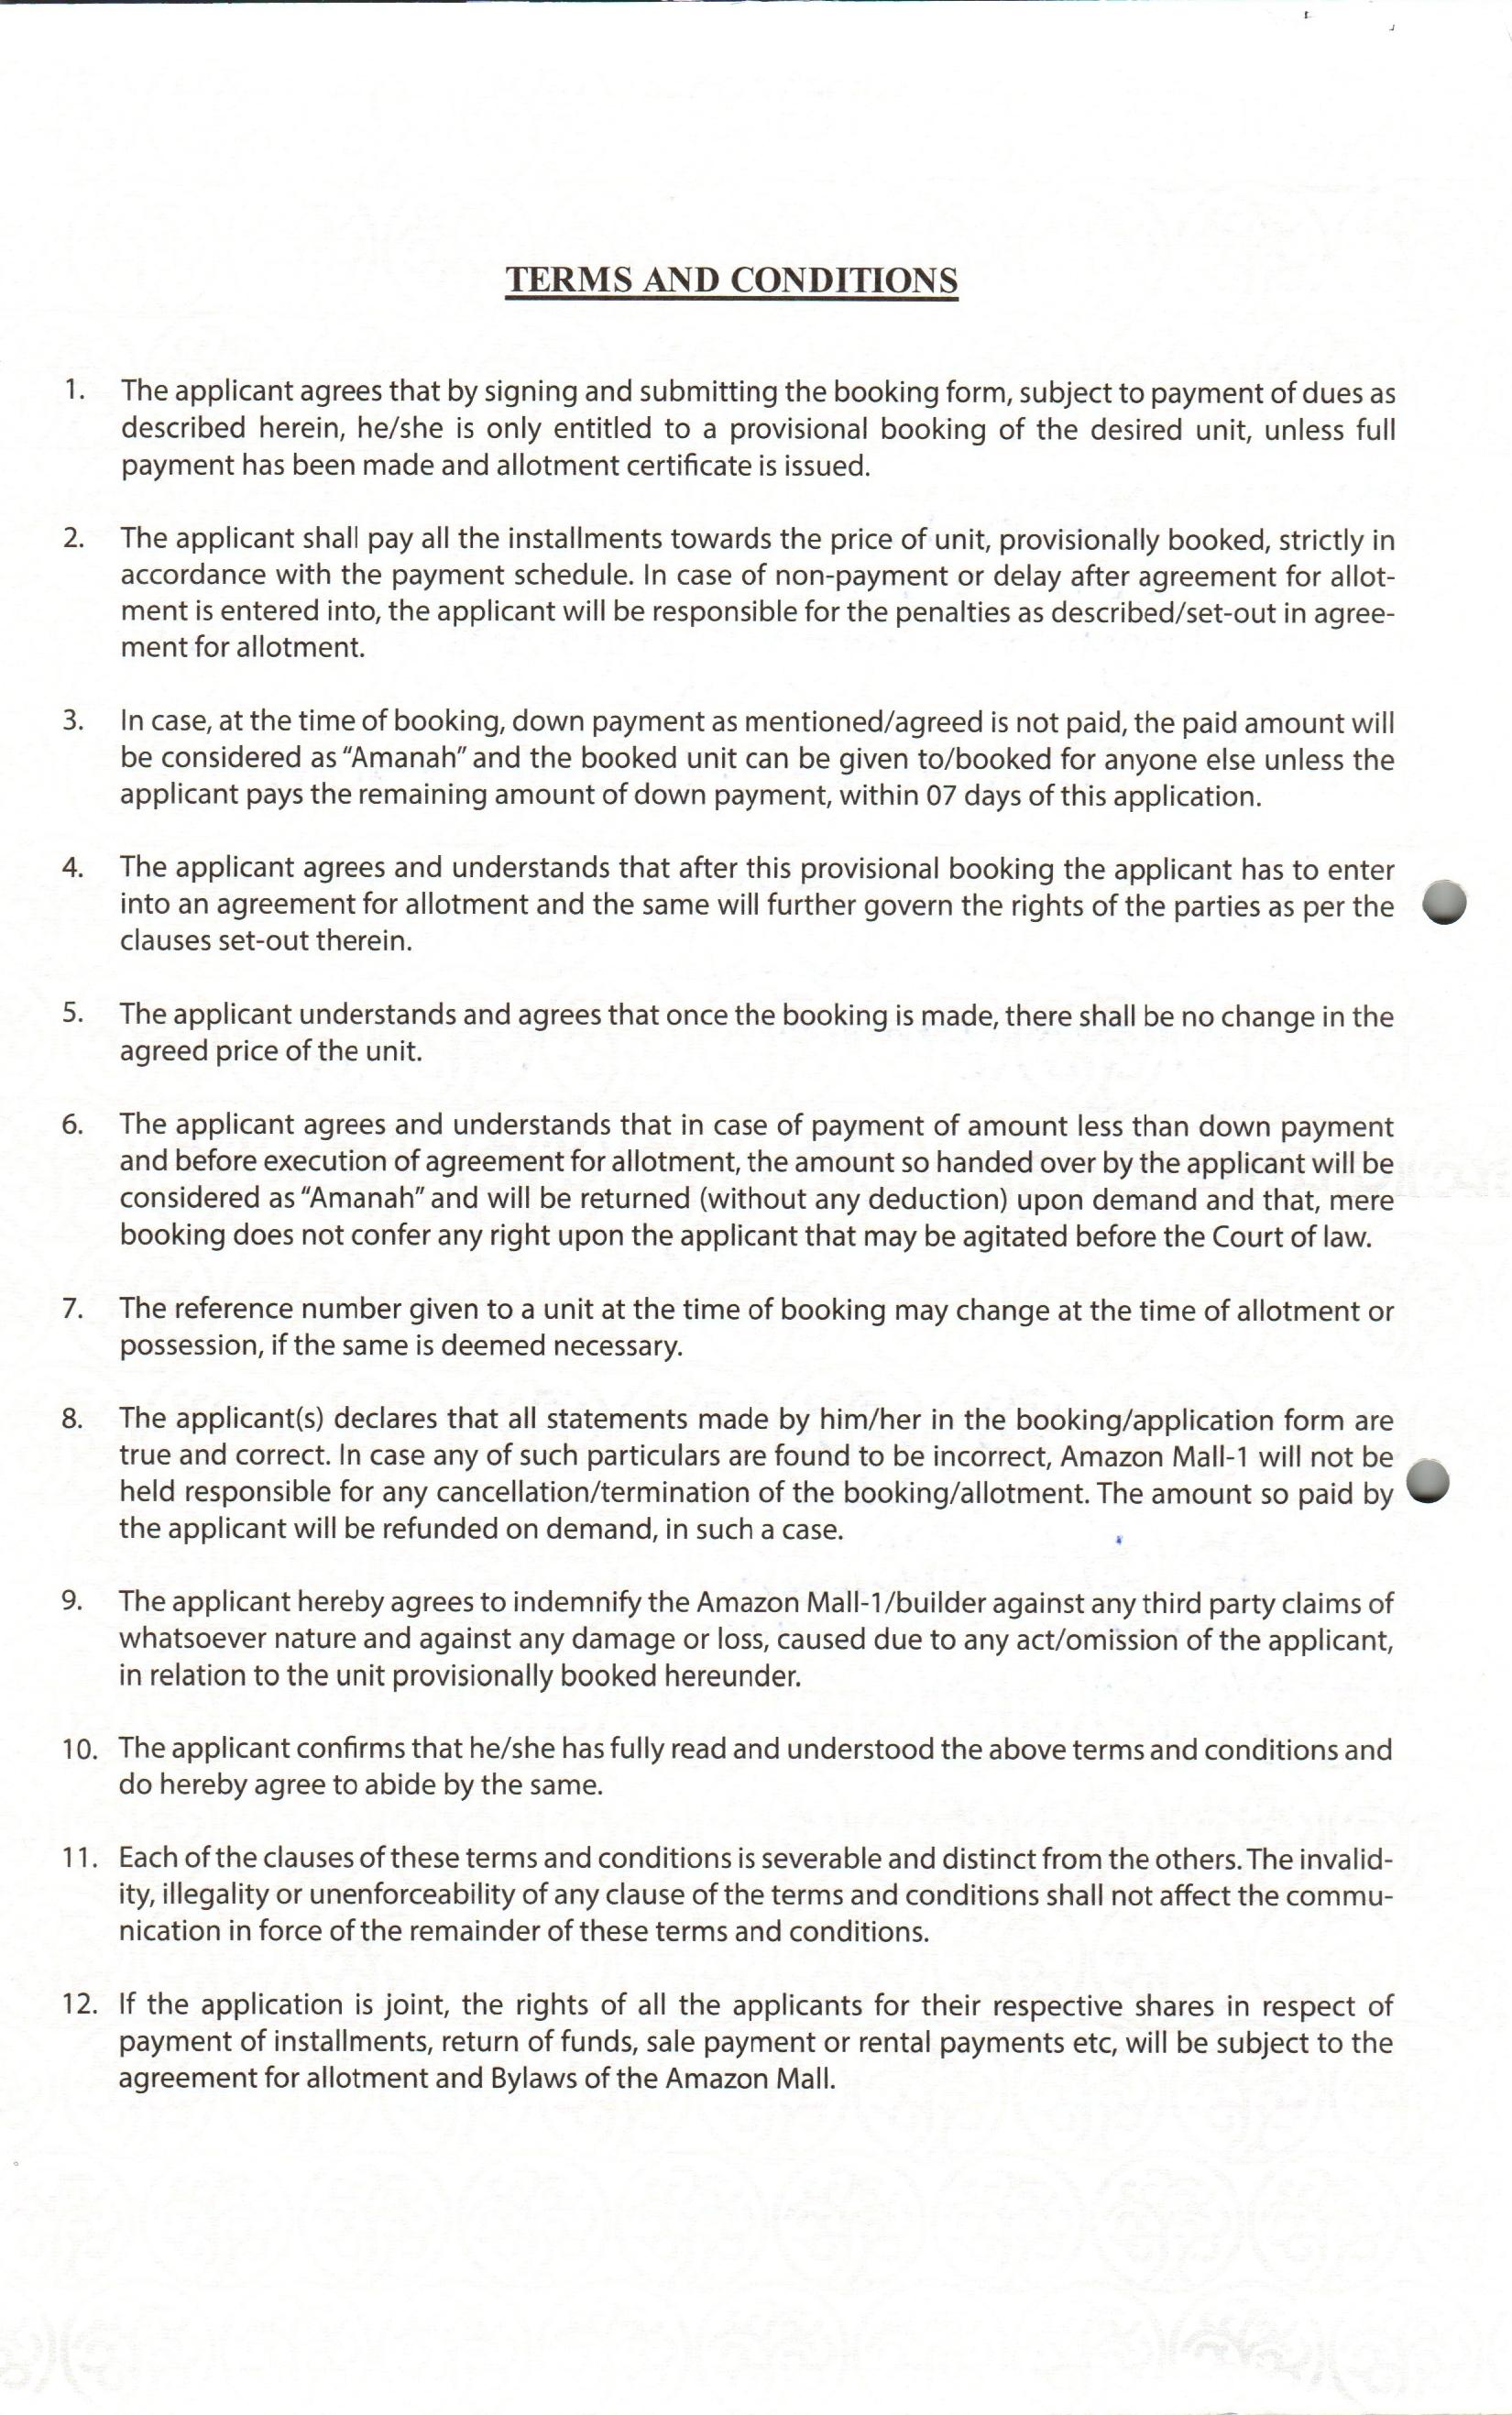 TERMS AND CONDITIONS
1. The applicant agrees that by signing and submitting the booking form, subject to payment of dues as
described herein, he/she is only entitled to a provisional booking of the desired unit, unless full
payment has been made and allotment certificate is issued.
2. The applicant shall pay all the installments towards the price of unit, provisionally booked, strictly in
accordance with the payment schedule. In case of non-payment or delay after agreement for allot-
ment is entered into, the applicant will be responsible for the penalties as described/set-out in agree-
ment for allotment.
3. In case, at the time of booking, down payment as mentioned/agreed is not paid, the paid amount will
be considered as “Amanah” and the booked unit can be given to/booked for anyone else unless the
applicant pays the remaining amount of down payment, within 07 days of this application.
4. The applicant agrees and understands that after this provisional booking the applicant has to enter
into an agreement for allotment and the same will further govern the rights of the parties as per the
clauses set-out therein.
5. The applicant understands and agrees that once the booking is made, there shall be no change in the
agreed price of the unit.
6. The applicant agrees and understands that in case of payment of amount less than down payment
and before execution of agreement for allotment, the amount so handed over by the applicant will be
considered as “Amanah” and will be returned (without any deduction) upon demand and that, mere
booking does not confer any right upon the applicant that may be agitated before the Court of law.
7. The reference number given to a unit at the time of booking may change at the time of allotment or
possession, if the same is deemed necessary.
8. The applicant(s) declares that all statements made by him/her in the booking/application form are
true and correct. In case any of such particulars are found to be incorrect, Amazon Mall-1 will not be
held responsible for any cancellation/termination of the booking/allotment. The amount so paid by
the applicant will be refunded on demand, in such a case.
9. The applicant hereby agrees to indemnify the Amazon Mall-1/builder against any third party claims of
whatsoever nature and against any damage or loss, caused due to any act/omission of the applicant,
in relation to the unit provisionally booked hereunder.
10. The applicant confirms that he/she has fully read and understood the above terms and conditions and
do hereby agree to abide by the same.
11. Each of the clauses of these terms and conditions is severable and distinct from the others. The invalid-
ity, illegality or unenforceability of any clause of the terms and conditions shall not affect the commu-
nication in force of the remainder of these terms and conditions.
12. If the application is joint, the rights of all the applicants for their respective shares in respect of
payment of installments, return of funds, sale payment or rental payments etc, will be subject to the
agreement for allotment and Bylaws of the Amazon Mall.